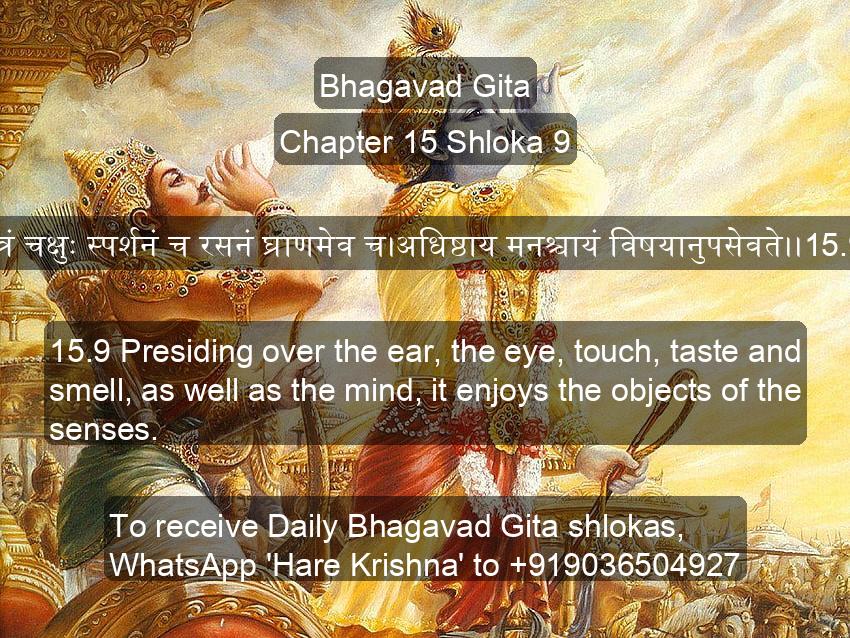 Bhagavad Gita
Chapter 15 Shloka 9
चक्षुः स्पर्शनं च रसनं घ्राणमेव च।अधिष्ठाय मनश्चायं विषयानुपसेवते।।15.9
15.9 Presiding over the ear, the eye, touch, taste and
smell, as well as the mind, it enjoys the objects of the
senses.
To receive Daily Bhagavad Gita shlokas,
WhatsApp 'Hare Krishna' to +919036504927